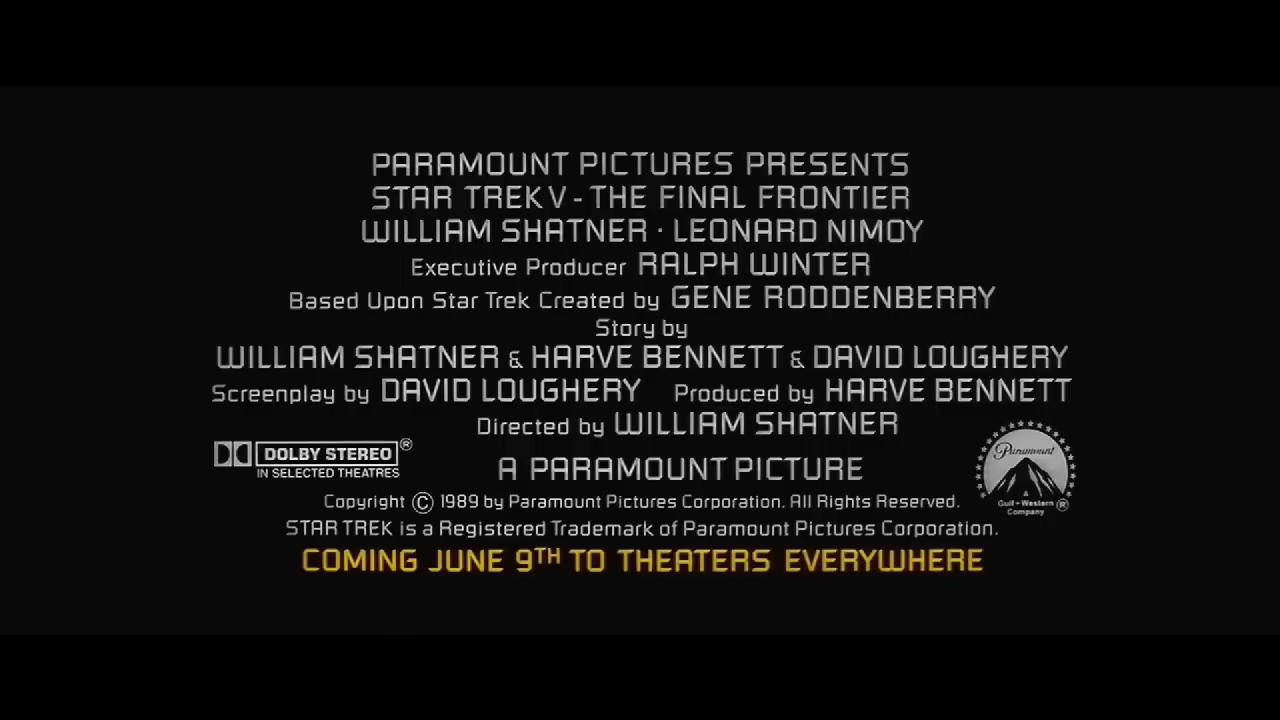 PARAMOUNT PICTURES PRESENTS
STAR TREK V - THE FINAL FRONTIER
WILLIAM SHATNER · LEONARD NIMOY
Executive Producer RALPH WINTER
Based Upon Star Trek Created by GENE RODDENBERRY
Story by
WILLIAM SHATNER & HARVE BENNETT & DAVID LOUGHERY
Screenplay by DAVID LOUGHERY Produced by HARVE BENNETT
Directed by WILLIAM SHATNER
DOLBY STEREO ®
IN SELECTED THEATRES
A PARAMOUNT PICTURE
Paramount
A
Gulf+Western
Company ®
Copyright © 1989 by Paramount Pictures Corporation. All Rights Reserved.
STAR TREK is a Registered Trademark of Paramount Pictures Corporation.
COMING JUNE 9TH TO THEATERS EVERYWHERE